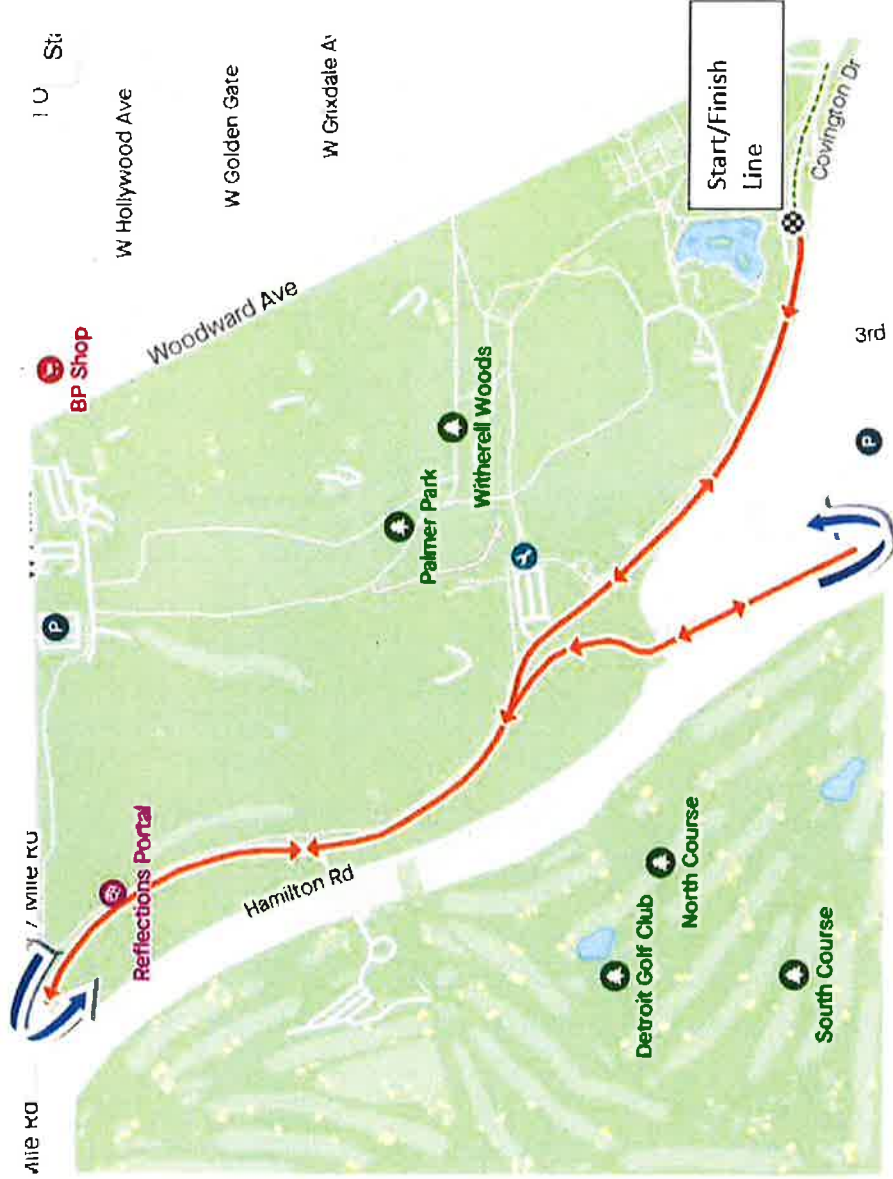 W Hollywood Ave
W Golden Gate
W Grixdale A
BP Shop
Woodward Ave
Start/Finish
Line
Covington Dr
P
Palmer Park
Witherell Woods
3rd
P
Reflections Portal
Hamilton Rd
Detroit Golf Club
North Course
South Course